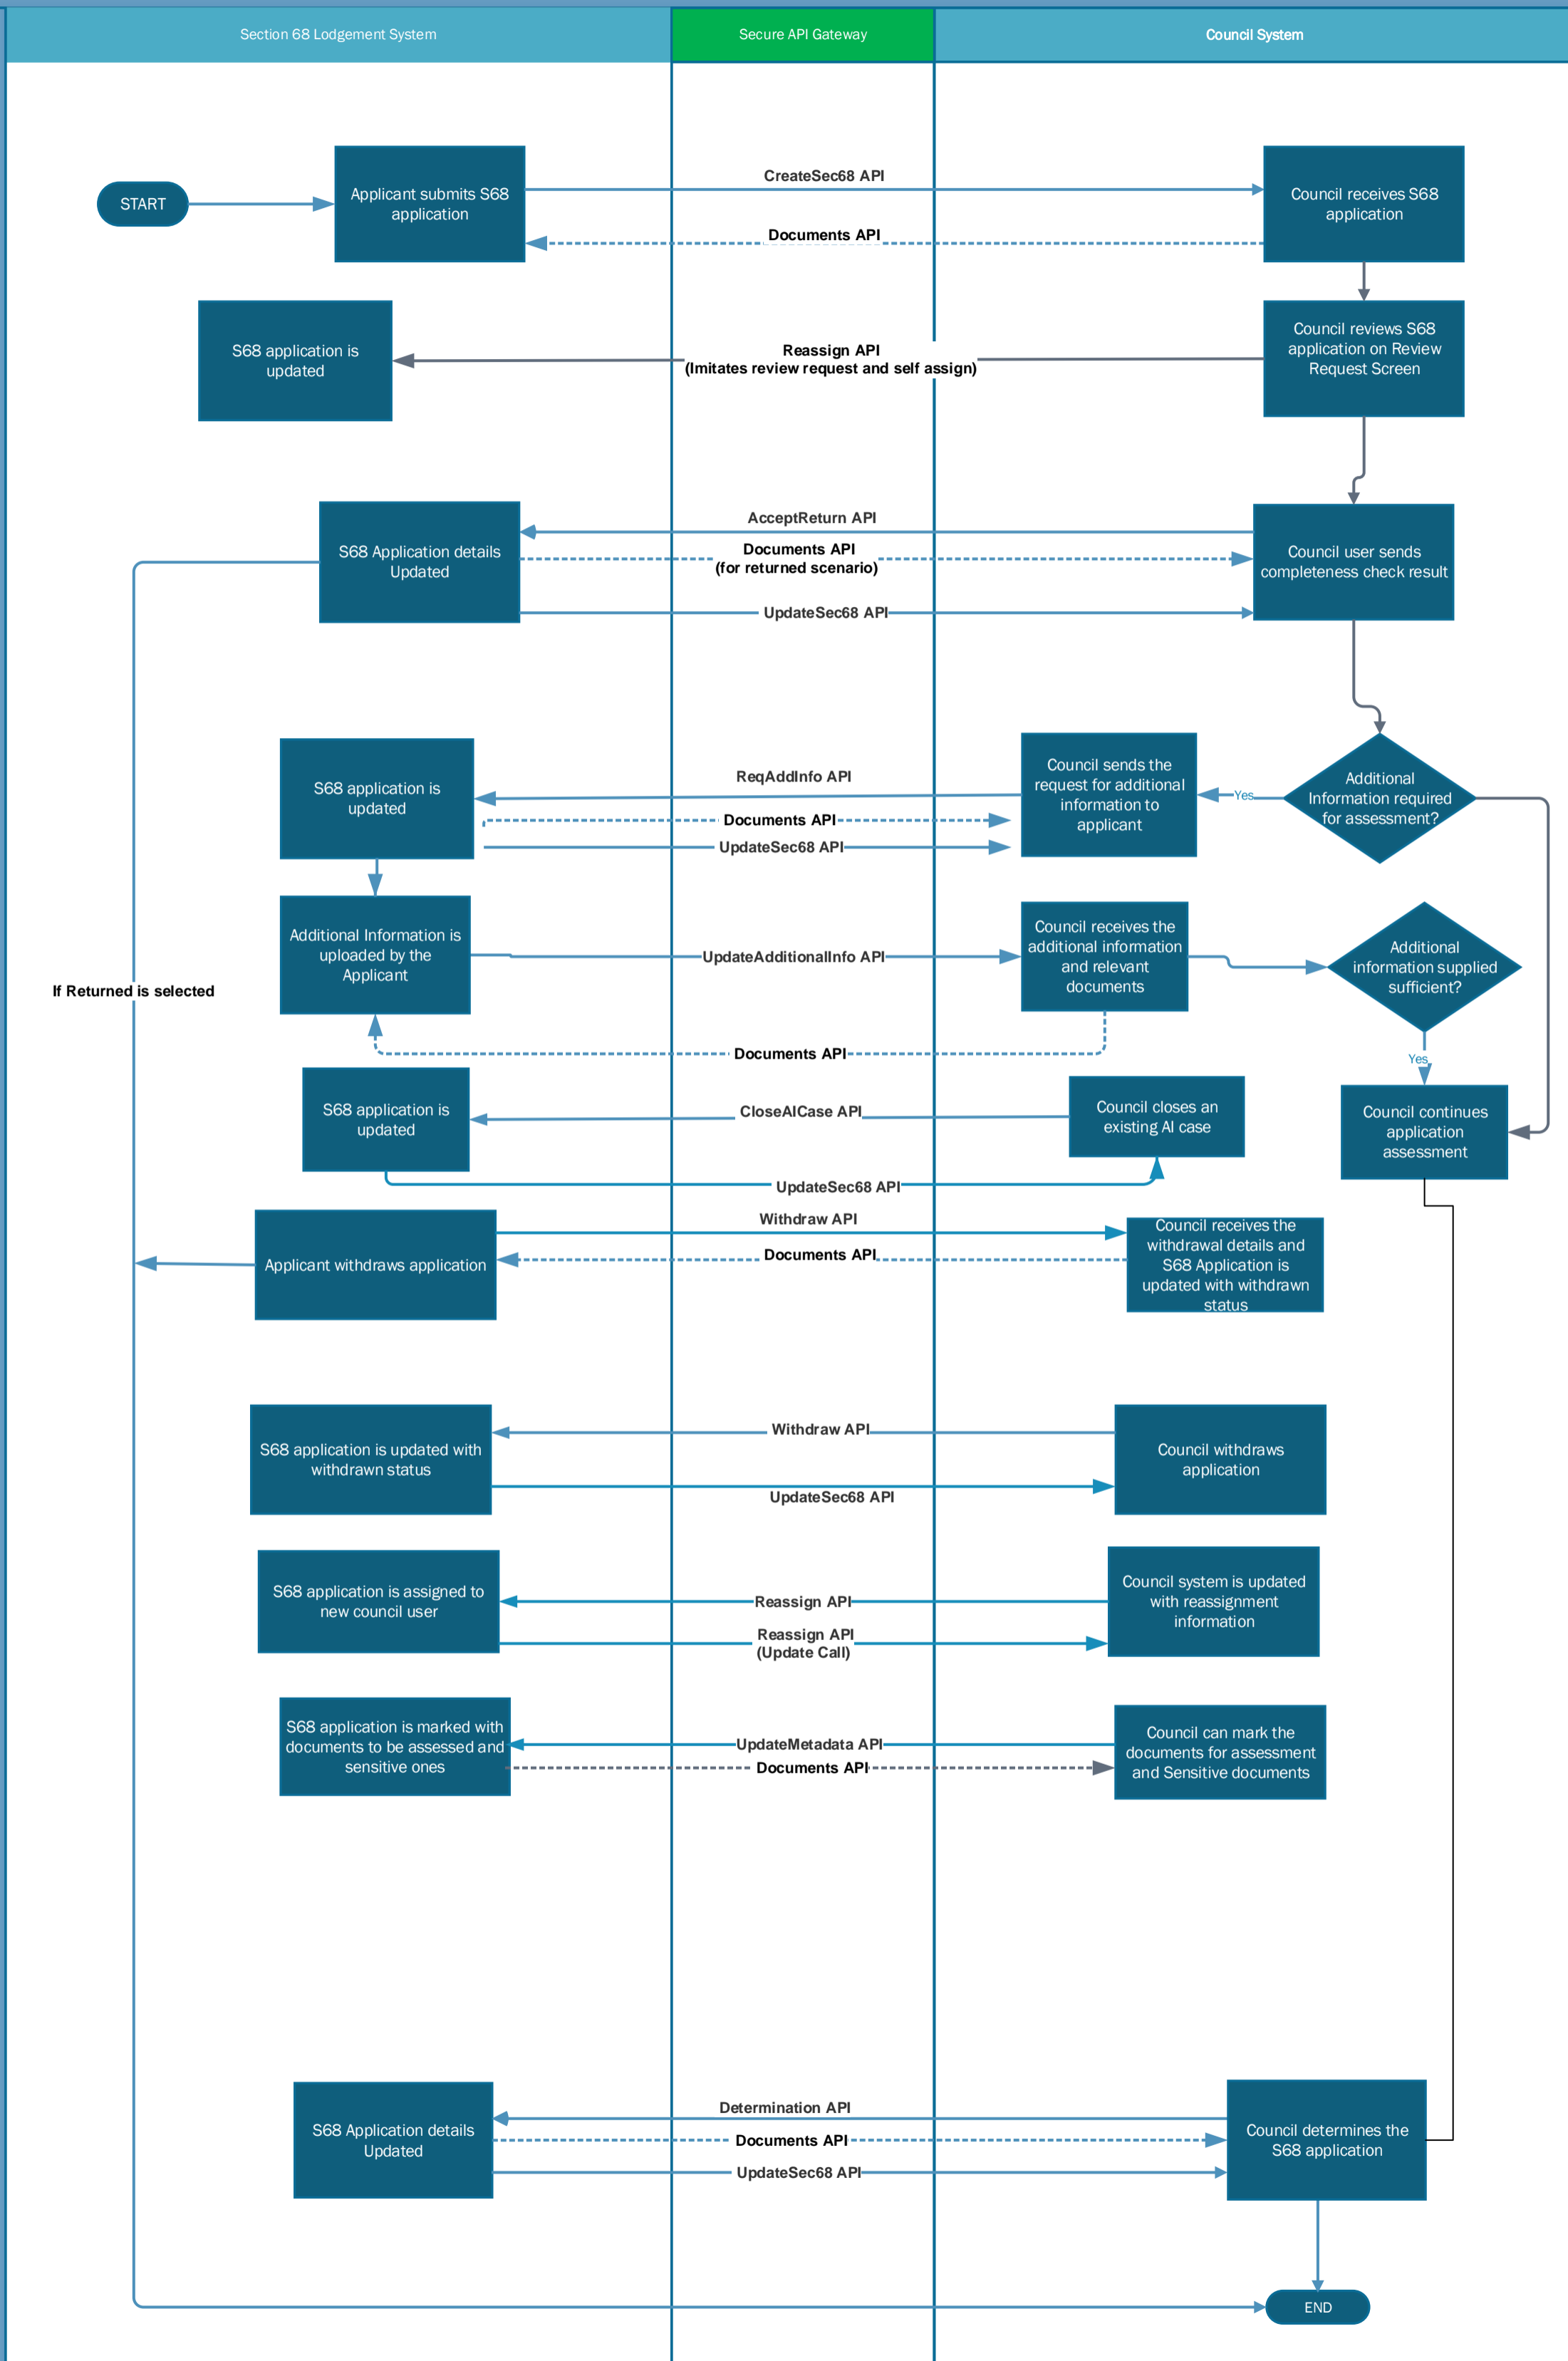 Section 68 Lodgement System
Secure API Gateway
Council System
START
Applicant submits S68
application
CreateSec68 API
Documents API
Council receives S68
application
S68 application is
updated
Reassign API
(Imitates review request and self assign)
Council reviews S68
application on Review
Request Screen
S68 Application details
Updated
AcceptReturn API
Documents API
(for returned scenario)
UpdateSec68 API
Council user sends
completeness check result
S68 application is
updated
ReqAddInfo API
Documents API
UpdateSec68 API
Council sends the
request for additional
information to
applicant
Yes
Additional
Information required
for assessment?
Additional Information is
uploaded by the
Applicant
UpdateAdditionalInfo API
Council receives the
additional information
and relevant
documents
Additional
information supplied
sufficient?
If Returned is selected
Documents API
Yes
S68 application is
updated
CloseAICase API
Council closes an
existing AI case
Council continues
application
assessment
UpdateSec68 API
Applicant withdraws application
Withdraw API
Documents API
Council receives the
withdrawal details and
S68 Application is
updated with withdrawn
status
S68 application is updated with
withdrawn status
Withdraw API
UpdateSec68 API
Council withdraws
application
S68 application is assigned to
new council user
Reassign API
Reassign API
(Update Call)
Council system is updated
with reassignment
information
S68 application is marked with
documents to be assessed and
sensitive ones
UpdateMetadata API
Documents API
Council can mark the
documents for assessment
and Sensitive documents
S68 Application details
Updated
Determination API
Documents API
UpdateSec68 API
Council determines the
S68 application
END